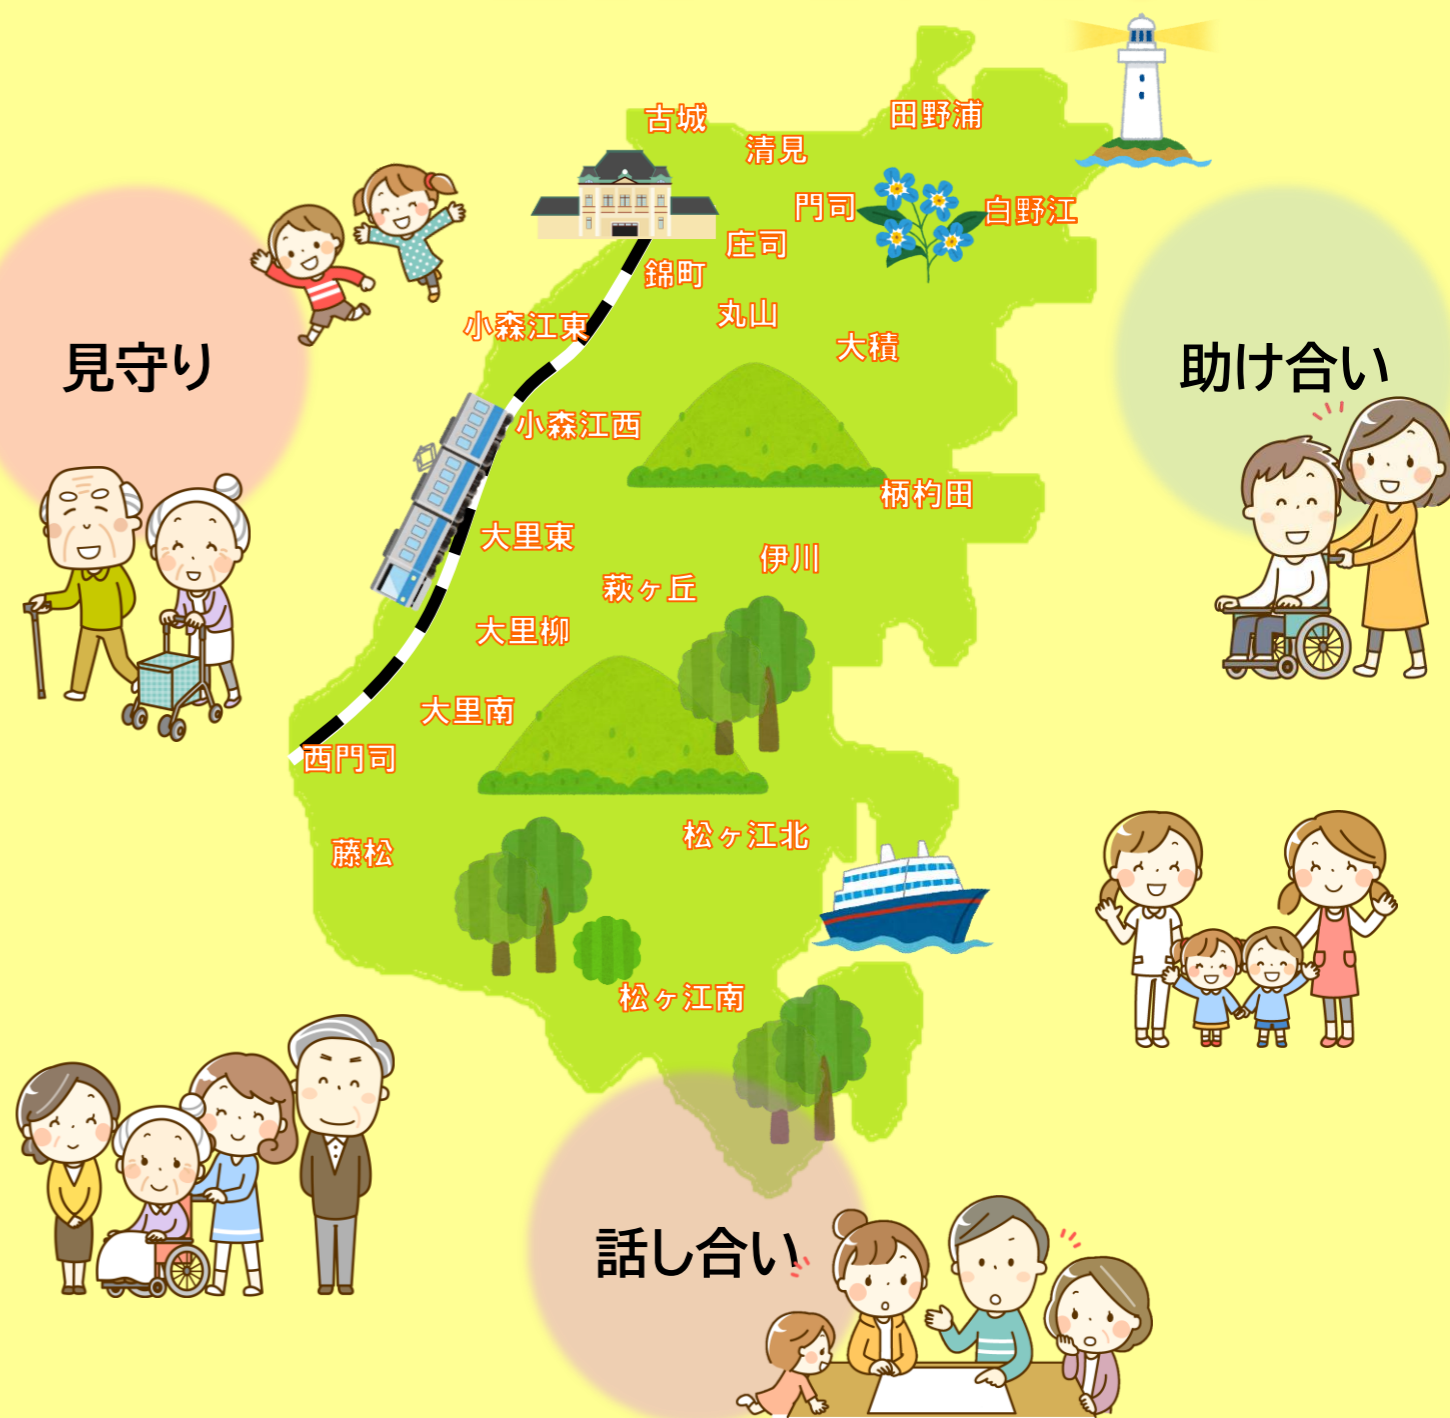 古城
田野浦
清見
門司
白野江
庄司
錦町
丸山
小森江東
大積
見守り
助け合い
小森江西
柄杓田
大里東
伊川
萩ヶ丘
大里柳
大里南
西門司
松ヶ江北
藤松
松ヶ江南
話し合い